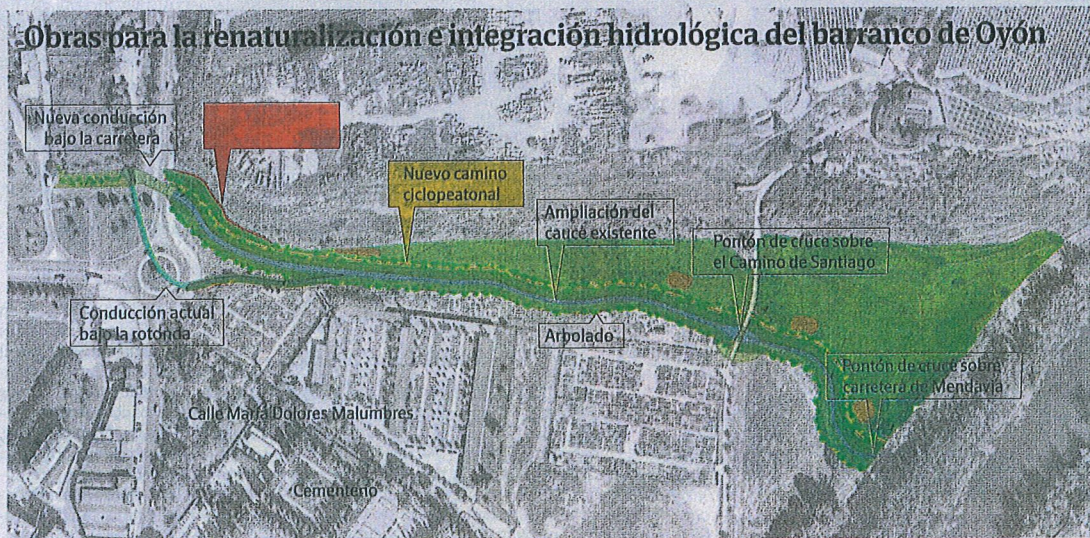 Obras para la renaturalización e integración hidrológica del barranco de Oyón
Nueva conducción
bajo la carretera
Nuevo camino
ciclopeatonal
Ampliación del
cauce existente
Pontón de cruce sobre
el Camino de Santiago
Conducción actual
bajo la rotonda
Arbolado
Pontón de cruce sobre
carretera de Mendavia
Calle María Dolores Malumbres
Cementerio